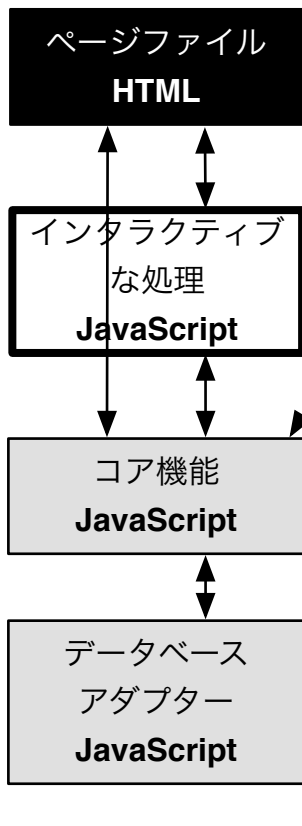 ページファイル
HTML
インタラクティブ
な処理
JavaScript
コア機能
JavaScript
データベース
アダプター
JavaScript